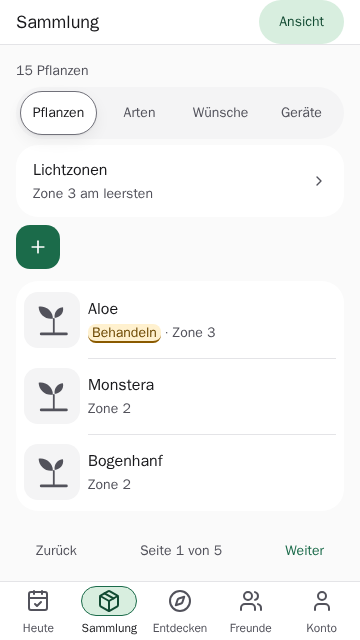 Sammlung
Ansicht
15 Pflanzen
Pflanzen
Arten
Wünsche
Geräte
Lichtzonen
Zone 3 am leersten
Aloe
Behandeln · Zone 3
Monstera
Zone 2
Bogenhanf
Zone 2
Zurück
Seite 1 von 5
Weiter
Heute
Sammlung
Entdecken
Freunde
Konto